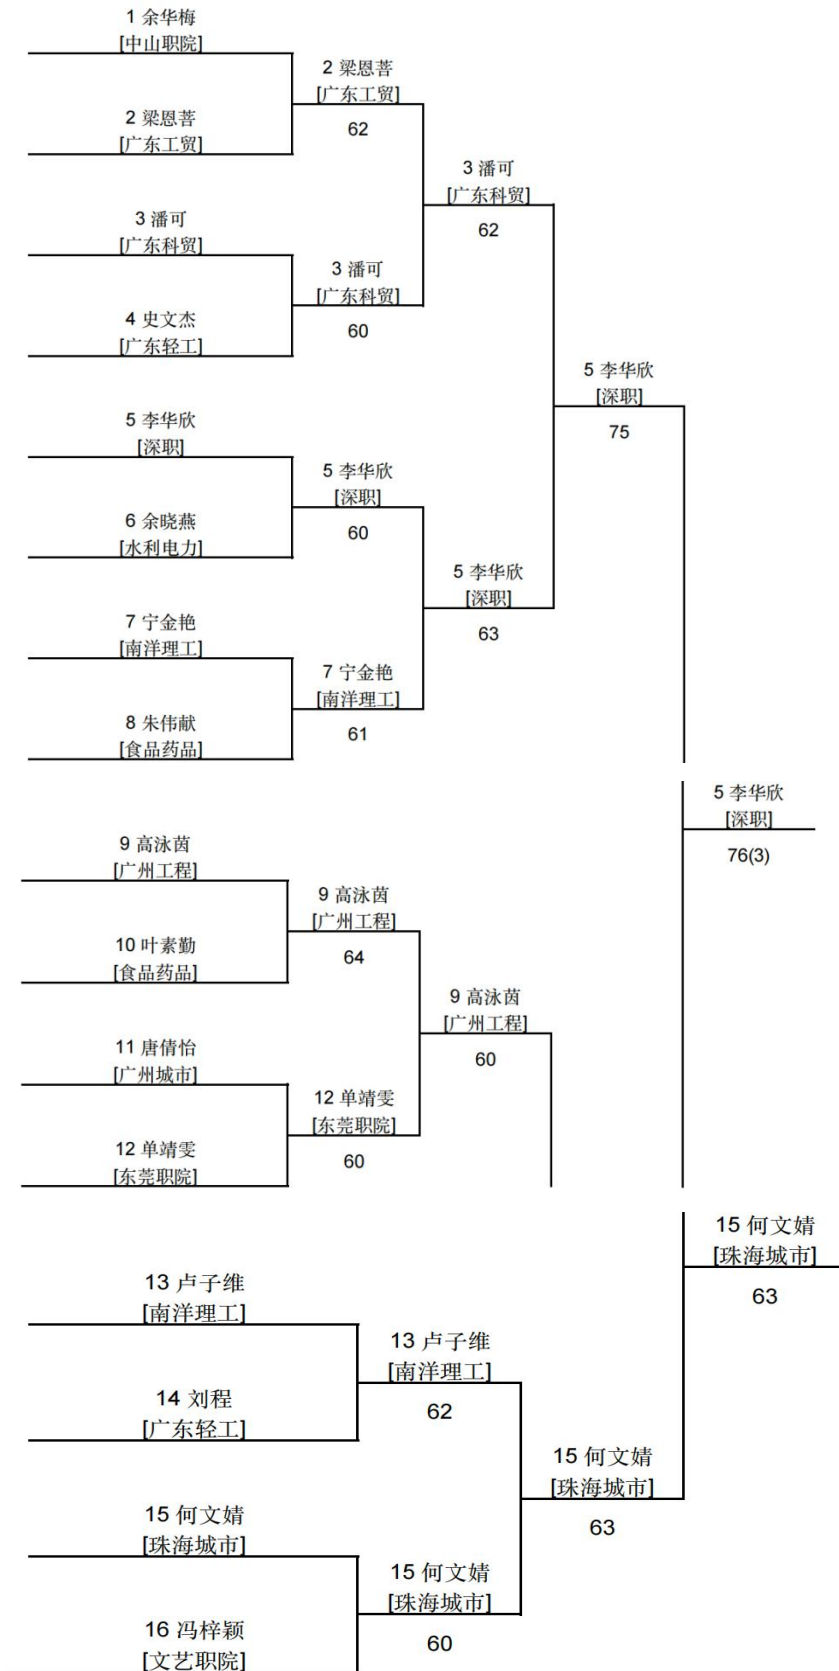 1 余华梅
[中山职院]
2 梁恩菩
[广东工贸]
62
2 梁恩菩
[广东工贸]
3 潘可
[广东科贸]
62
3 潘可
[广东科贸]
3 潘可
[广东科贸]
60
4 史文杰
[广东轻工]
5 李华欣
[深职]
75
5 李华欣
[深职]
5 李华欣
[深职]
60
6 余晓燕
[水利电力]
5 李华欣
[深职]
63
7 宁金艳
[南洋理工]
7 宁金艳
[南洋理工]
61
8 朱伟献
[食品药品]
5 李华欣
[深职]
76(3)
9 高泳茵
[广州工程]
9 高泳茵
[广州工程]
64
10 叶素勤
[食品药品]
9 高泳茵
[广州工程]
60
11 唐倩怡
[广州城市]
12 单靖雯
[东莞职院]
60
12 单靖雯
[东莞职院]
15 何文婧
[珠海城市]
63
13 卢子维
[南洋理工]
13 卢子维
[南洋理工]
62
14 刘程
[广东轻工]
15 何文婧
[珠海城市]
63
15 何文婧
[珠海城市]
15 何文婧
[珠海城市]
60
16 冯梓颖
[文艺职院]